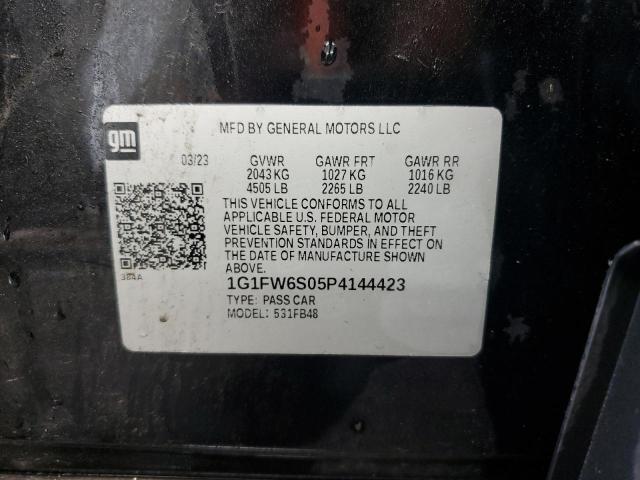 gm
MFD BY GENERAL MOTORS LLC
03/23 GVWR GAWR FRT GAWR RR
2043 KG 1027 KG 1016 KG
4505 LB 2265 LB 2240 LB
THIS VEHICLE CONFORMS TO ALL
APPLICABLE U.S. FEDERAL MOTOR
VEHICLE SAFETY, BUMPER, AND THEFT
PREVENTION STANDARDS IN EFFECT ON
THE DATE OF MANUFACTURE SHOWN
ABOVE.
384A
1G1FW6S05P4144423
TYPE: PASS CAR
MODEL: 531FB48